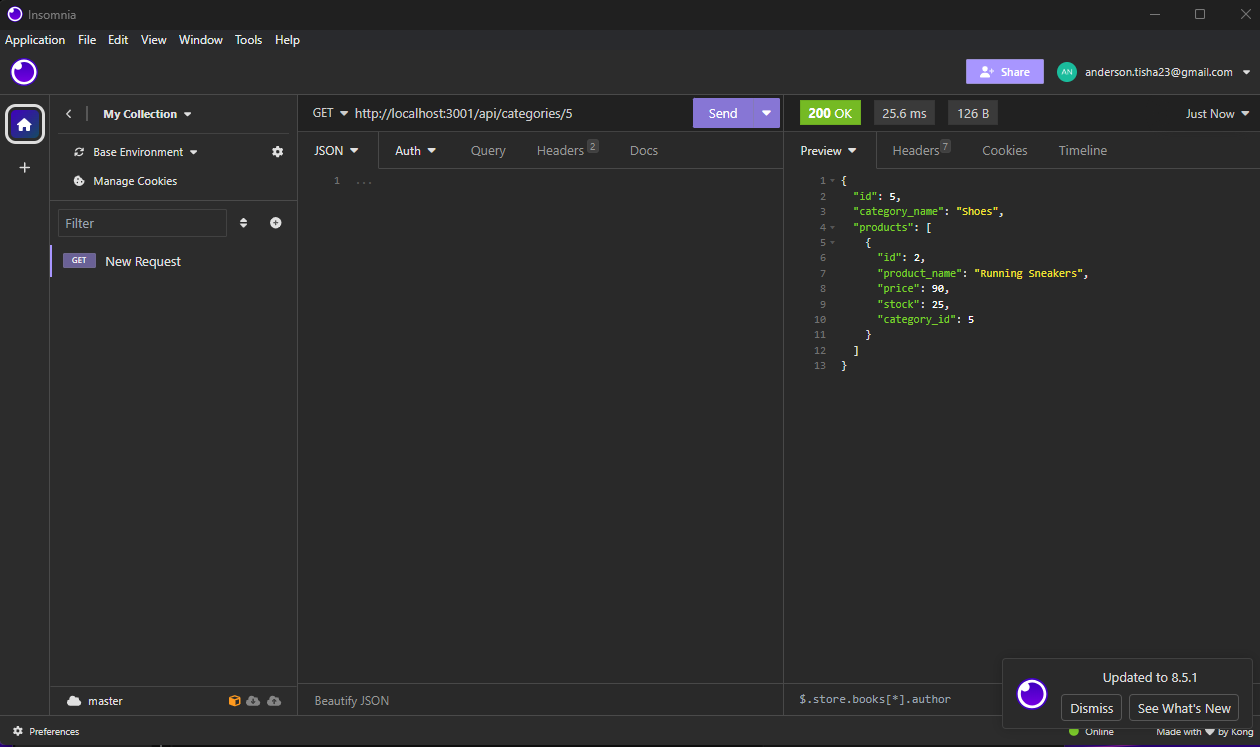 Insomnia
Application File Edit View Window Tools Help
Share AN anderson.tisha23@gmail.com
My Collection
Base Environment
Manage Cookies
Filter
GET New Request
GET http://localhost:3001/api/categories/5 Send
JSON Auth Query Headers 2 Docs
1 ...
200 OK 25.6 ms 126 B Just Now
Preview Headers 7 Cookies Timeline
1 {
2 "id": 5,
3 "category_name": "Shoes",
4 "products": [
5 {
6 "id": 2,
7 "product_name": "Running Sneakers",
8 "price": 90,
9 "stock": 25,
10 "category_id": 5
11 }
12 ]
13 }
master
Beautify JSON
$.store.books[*].author
Updated to 8.5.1
Dismiss See What's New
Preferences
Online Made with by Kong